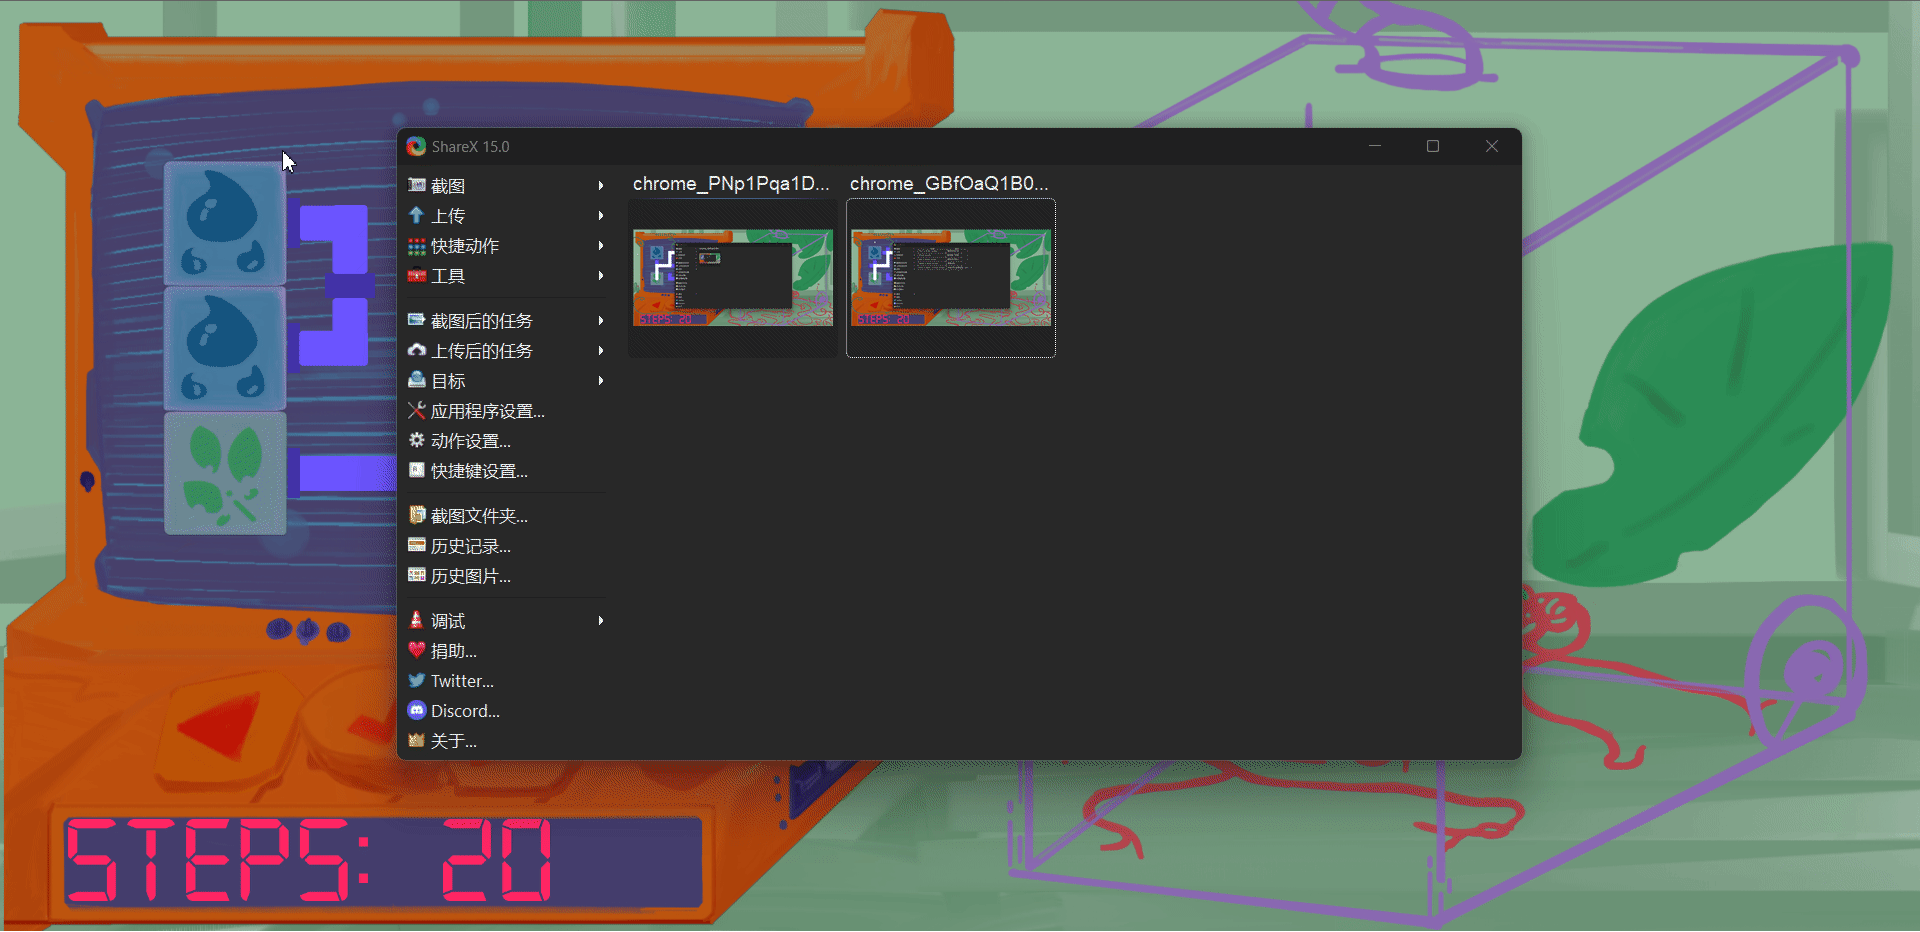 ShareX 15.0
截图
上传
快捷动作
工具
截图后的任务
上传后的任务
目标
应用程序设置...
动作设置...
快捷键设置...
截图文件夹...
历史记录...
历史图片...
调试
捐助...
Twitter...
Discord...
关于...
chrome_PNp1Pqa1D...
chrome_GBfOaQ1B0...
STEPS: 20